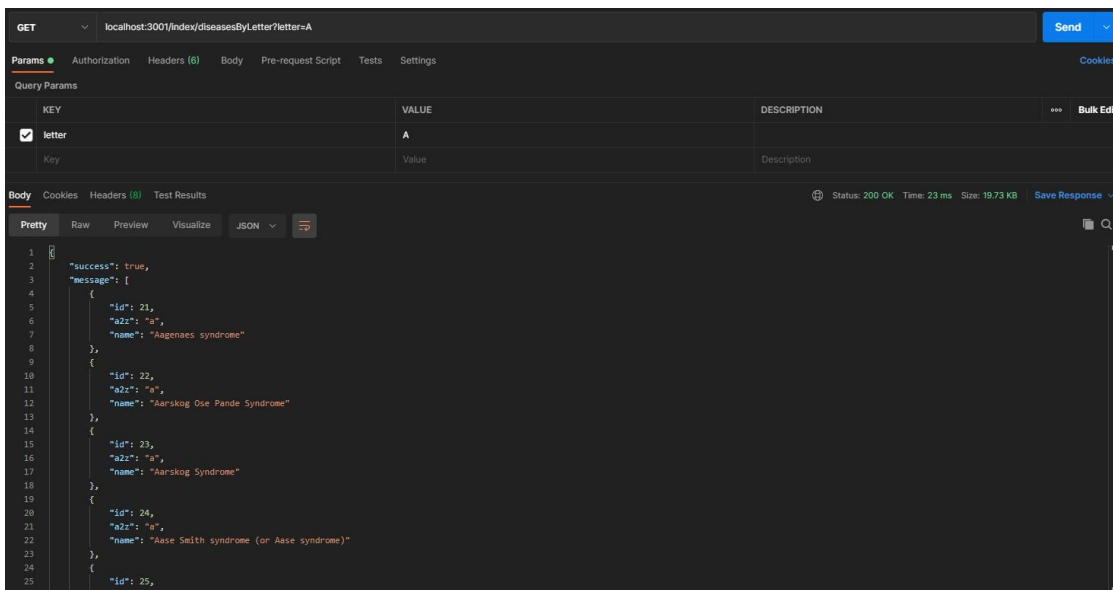 GET localhost:3001/index/diseasesByLetter?letter=A Send
Params Authorization Headers (6) Body Pre-request Script Tests Settings Cookies
Query Params
KEY VALUE DESCRIPTION ooo Bulk Edi
letter A
Key Value Description
Body Cookies Headers (8) Test Results Status: 200 OK Time: 23 ms Size: 19.73 KB Save Response
Pretty Raw Preview Visualize JSON
1 {
2 "success": true,
3 "message": [
4 {
5 "id": 21,
6 "a2z": "a",
7 "name": "Aagenaes syndrome"
8 },
9 {
10 "id": 22,
11 "a2z": "a",
12 "name": "Aarskog Ose Pande Syndrome"
13 },
14 {
15 "id": 23,
16 "a2z": "a",
17 "name": "Aarskog Syndrome"
18 },
19 {
20 "id": 24,
21 "a2z": "a",
22 "name": "Aase Smith syndrome (or Aase syndrome)"
23 },
24 {
25 "id": 25,